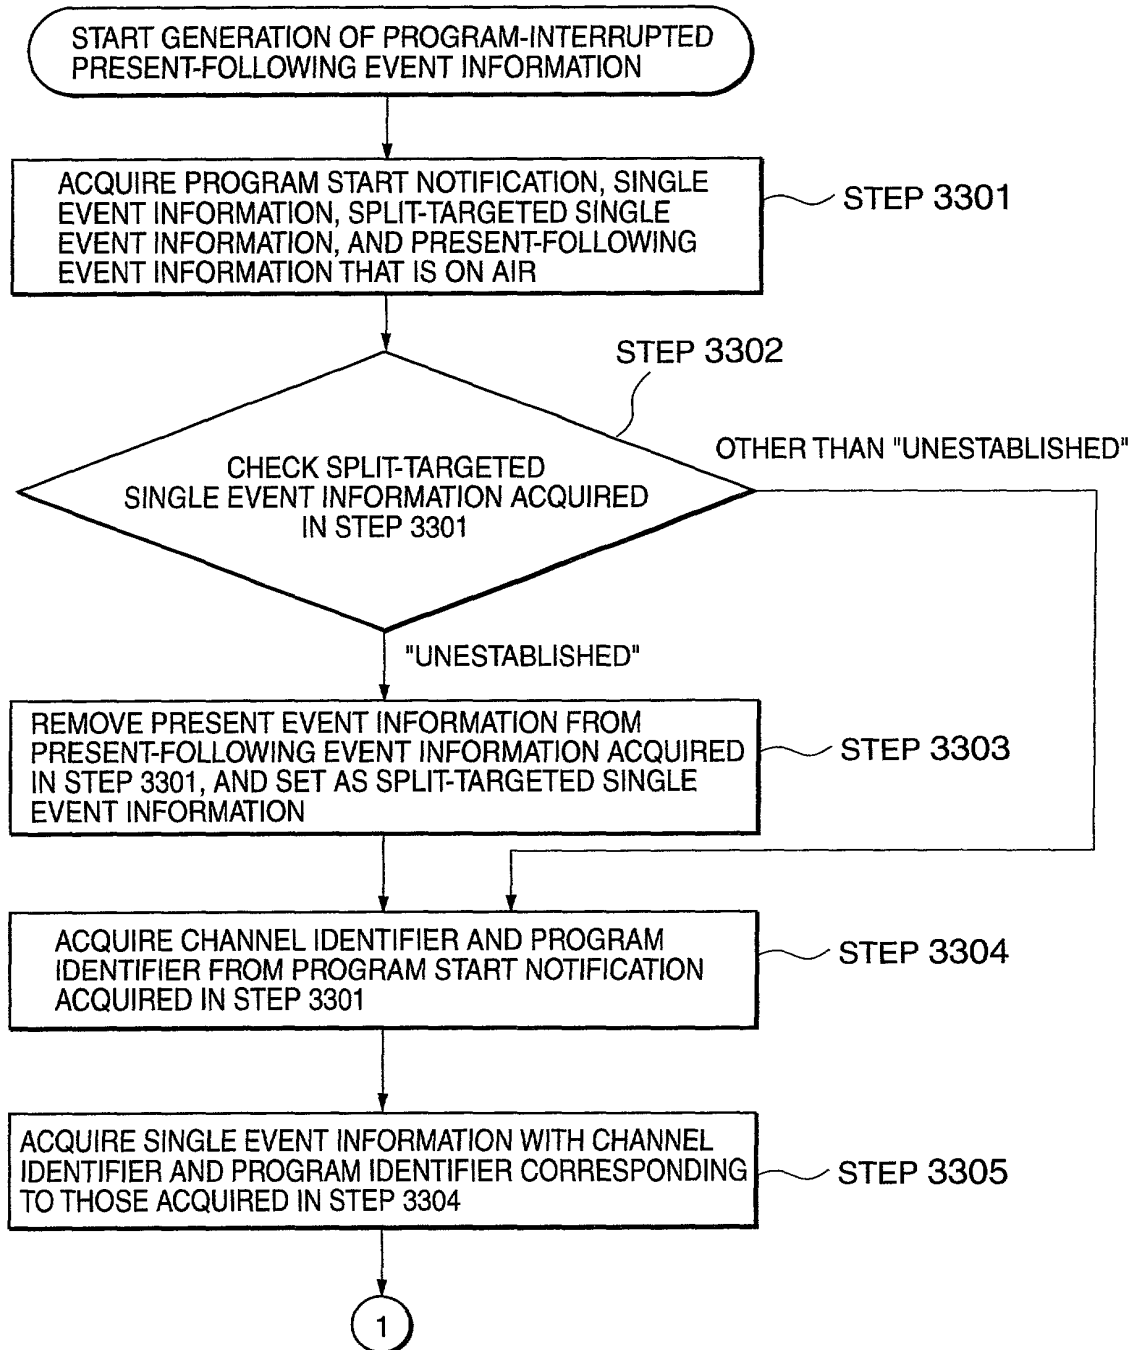 START GENERATION OF PROGRAM-INTERRUPTED
PRESENT-FOLLOWING EVENT INFORMATION
ACQUIRE PROGRAM START NOTIFICATION, SINGLE
EVENT INFORMATION, SPLIT-TARGETED SINGLE
EVENT INFORMATION, AND PRESENT-FOLLOWING
EVENT INFORMATION THAT IS ON AIR
STEP 3301
STEP 3302
CHECK SPLIT-TARGETED
SINGLE EVENT INFORMATION ACQUIRED
IN STEP 3301
OTHER THAN "UNESTABLISHED"
"UNESTABLISHED"
REMOVE PRESENT EVENT INFORMATION FROM
PRESENT-FOLLOWING EVENT INFORMATION ACQUIRED
IN STEP 3301, AND SET AS SPLIT-TARGETED SINGLE
EVENT INFORMATION
STEP 3303
ACQUIRE CHANNEL IDENTIFIER AND PROGRAM
IDENTIFIER FROM PROGRAM START NOTIFICATION
ACQUIRED IN STEP 3301
STEP 3304
ACQUIRE SINGLE EVENT INFORMATION WITH CHANNEL
IDENTIFIER AND PROGRAM IDENTIFIER CORRESPONDING
TO THOSE ACQUIRED IN STEP 3304
STEP 3305
1